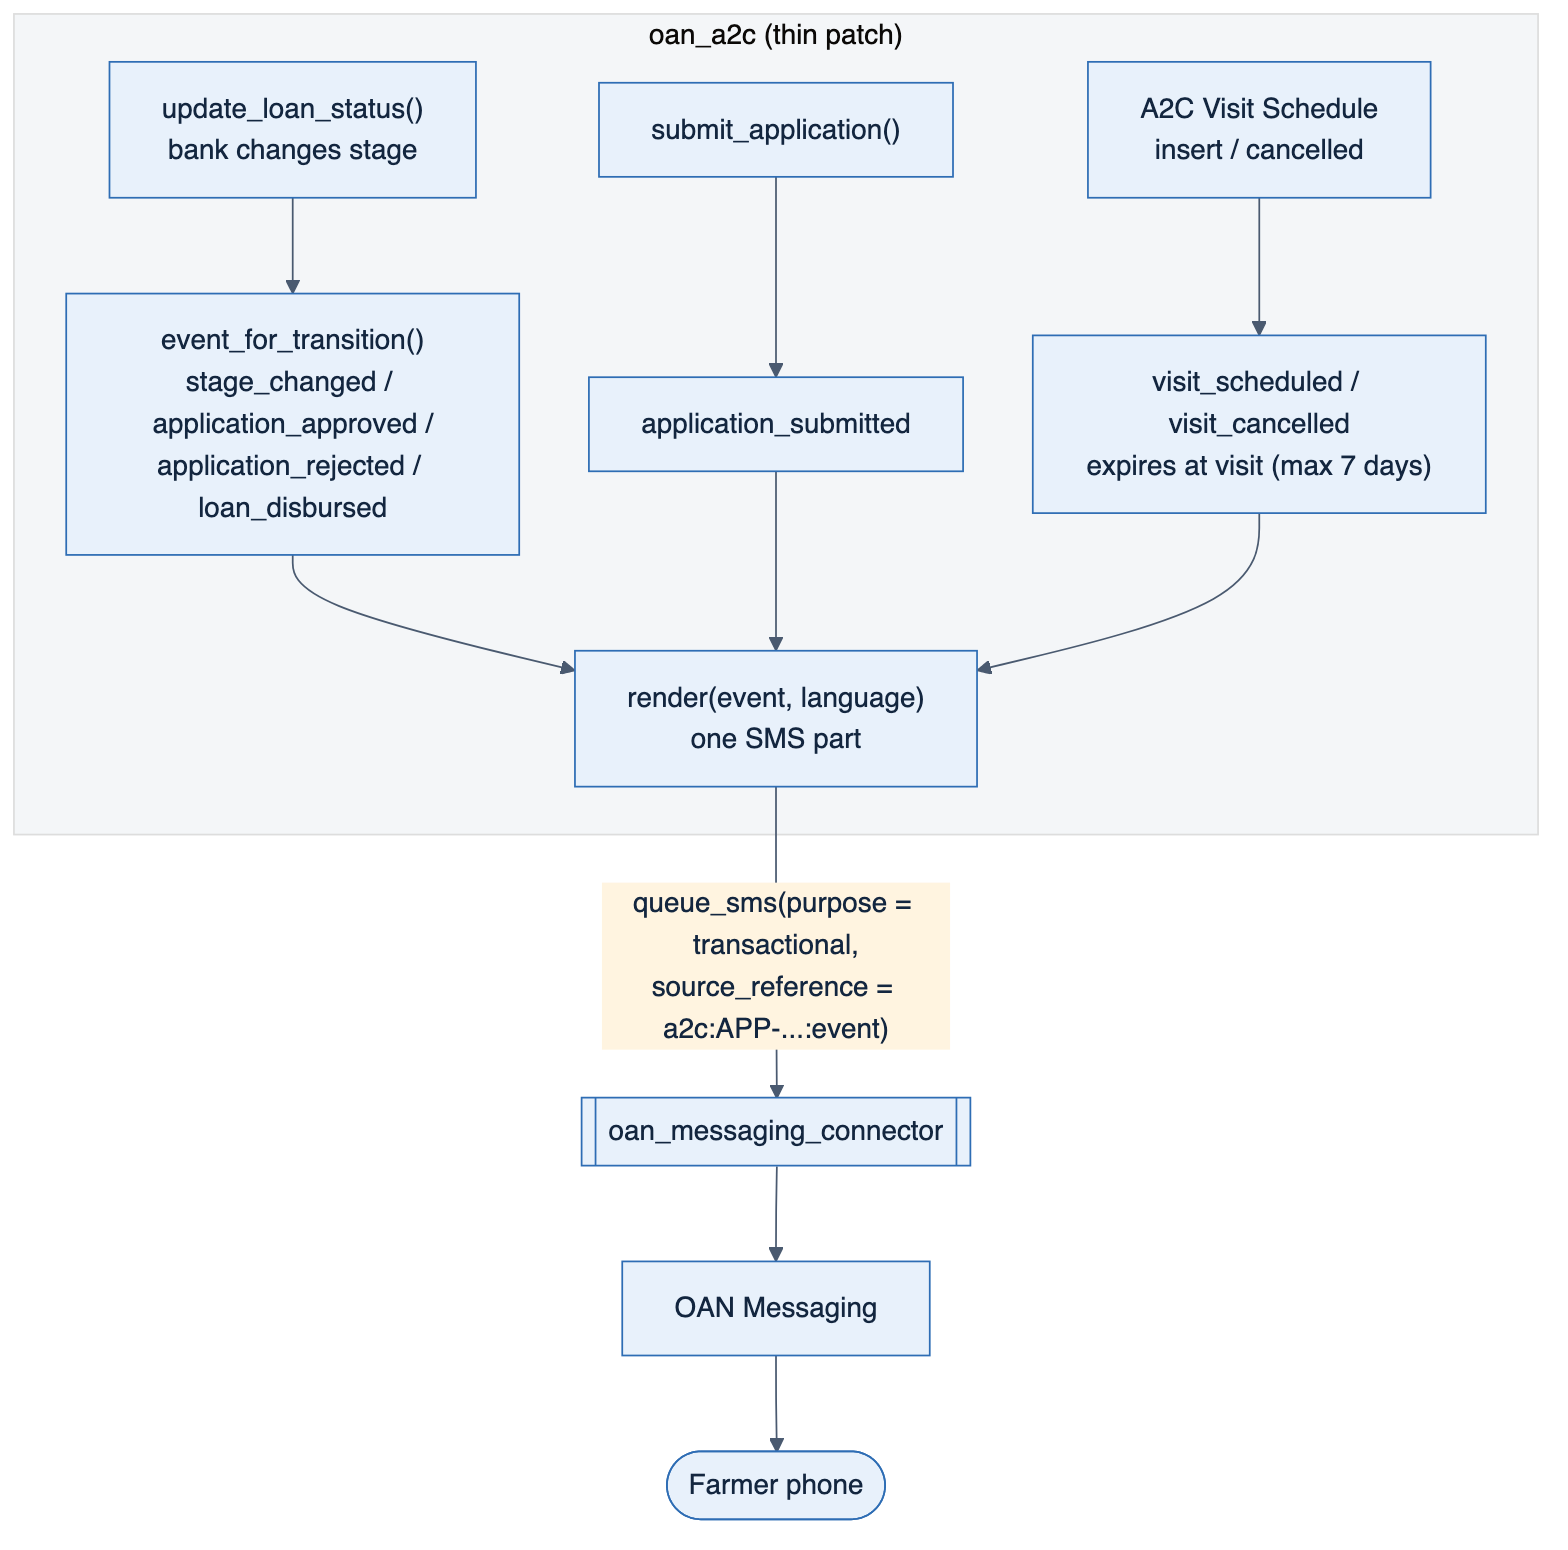 oan_a2c (thin patch)
update_loan_status()
bank changes stage
submit_application()
A2C Visit Schedule
insert / cancelled
event_for_transition()
stage_changed /
application_approved /
application_rejected /
loan_disbursed
application_submitted
visit_scheduled /
visit_cancelled
expires at visit (max 7 days)
render(event, language)
one SMS part
queue_sms(purpose =
transactional,
source_reference =
a2c:APP-...:event)
oan_messaging_connector
OAN Messaging
Farmer phone